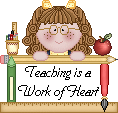 Teaching is a
Work of Heart